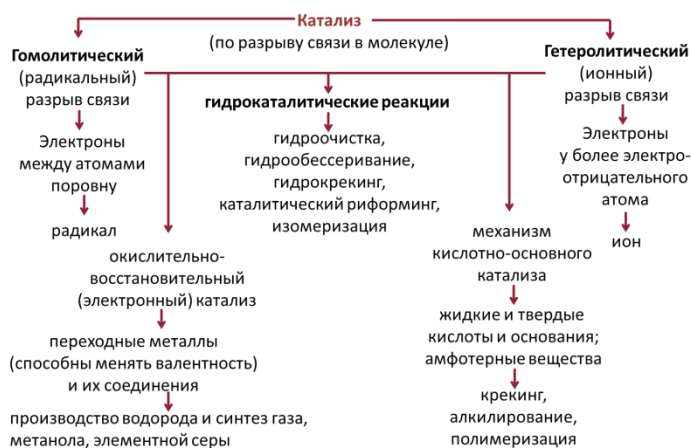 Катализ
(по разрыву связи в молекуле)
Гомолитический
(радикальный)
разрыв связи
Электроны
между атомами
поровну
радикал
Гетеролитический
(ионный)
разрыв связи
Электроны
у более электро-
отрицательного
атома
ион
гидрокаталитические реакции
гидроочистка,
гидрообессеривание,
гидрокрекинг,
каталитический риформинг,
изомеризация
окислительно-
восстановительный
(электронный) катализ
переходные металлы
(способны менять валентность)
и их соединения
производство водорода и синтез газа,
метанола, элементной серы
механизм
кислотно-основного
катализа
жидкие и твердые
кислоты и основания;
амфотерные вещества
крекинг,
алкилирование,
полимеризация